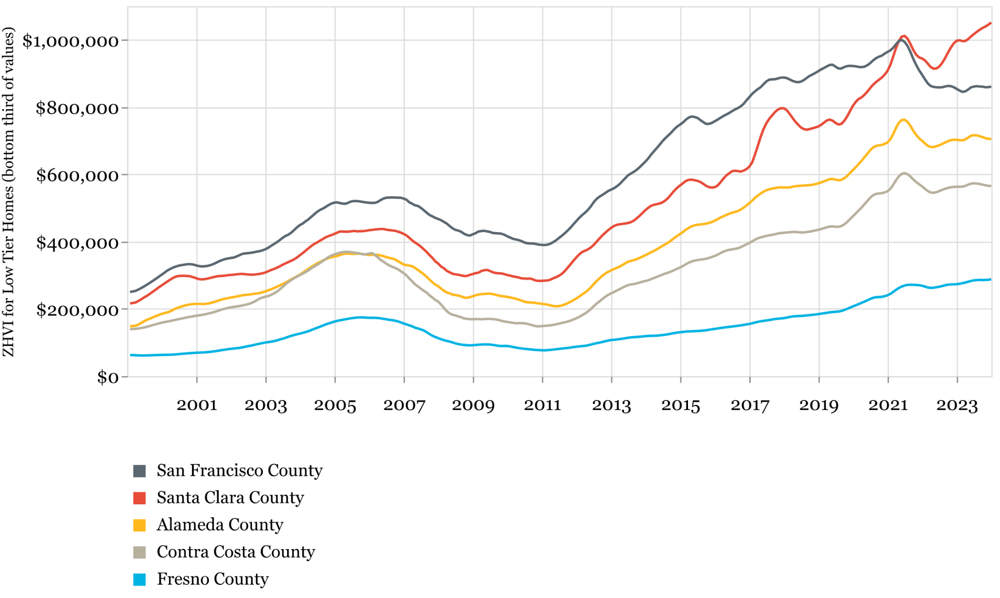 ZHVI for Low Tier Homes (bottom third of values)
$1,000,000
$800,000
$600,000
$400,000
$200,000
$0
2001 2003 2005 2007 2009 2011 2013 2015 2017 2019 2021 2023
San Francisco County
Santa Clara County
Alameda County
Contra Costa County
Fresno County